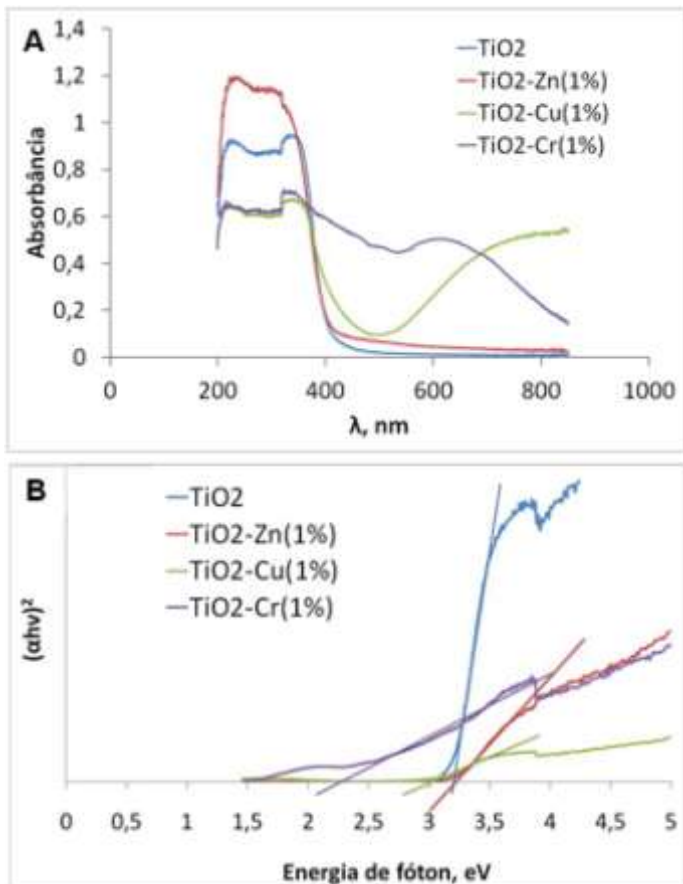 A
Absorbância
1,4
1,2
1
0,8
0,6
0,4
0,2
0
TiO2
TiO2-Zn(1%)
TiO2-Cu(1%)
TiO2-Cr(1%)
0 200 400 600 800 1000
λ, nm
B
(αhν)²
TiO2
TiO2-Zn(1%)
TiO2-Cu(1%)
TiO2-Cr(1%)
0 0,5 1 1,5 2 2,5 3 3,5 4 4,5 5
Energia de fóton, eV